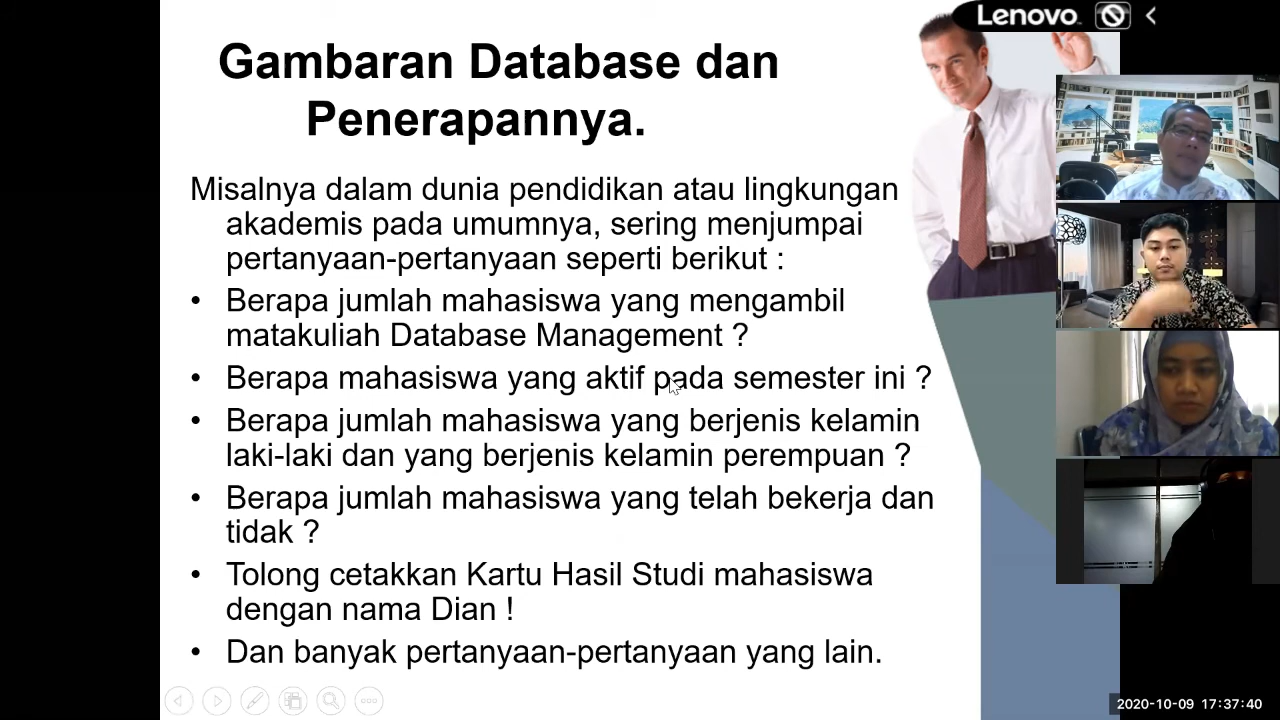 Lenovo
Gambaran Database dan
Penerapannya.
Misalnya dalam dunia pendidikan atau lingkungan
akademis pada umumnya, sering menjumpai
pertanyaan-pertanyaan seperti berikut :
• Berapa jumlah mahasiswa yang mengambil
matakuliah Database Management ?
• Berapa mahasiswa yang aktif pada semester ini ?
• Berapa jumlah mahasiswa yang berjenis kelamin
laki-laki dan yang berjenis kelamin perempuan ?
• Berapa jumlah mahasiswa yang telah bekerja dan
tidak ?
• Tolong cetakkan Kartu Hasil Studi mahasiswa
dengan nama Dian !
• Dan banyak pertanyaan-pertanyaan yang lain.
2020-10-09 17:37:40